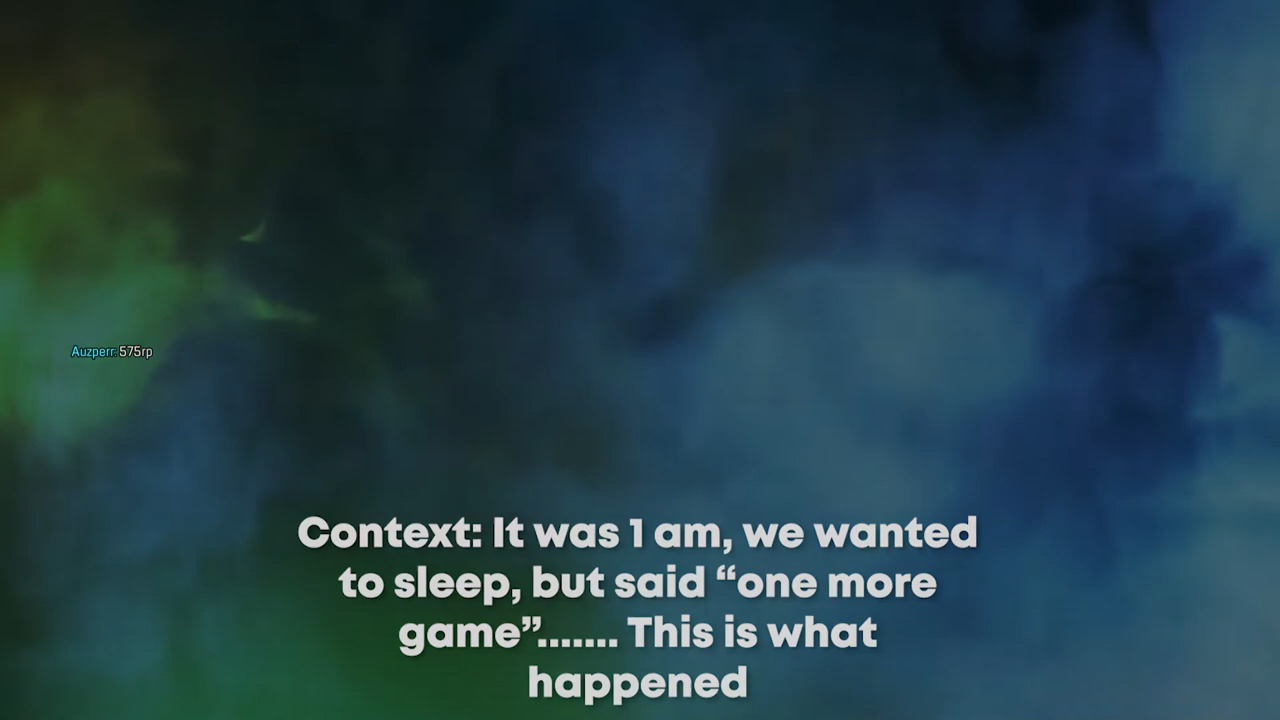 Auzperr: 575rp
Context: It was 1 am, we wanted
to sleep, but said “one more
game”....... This is what
happened